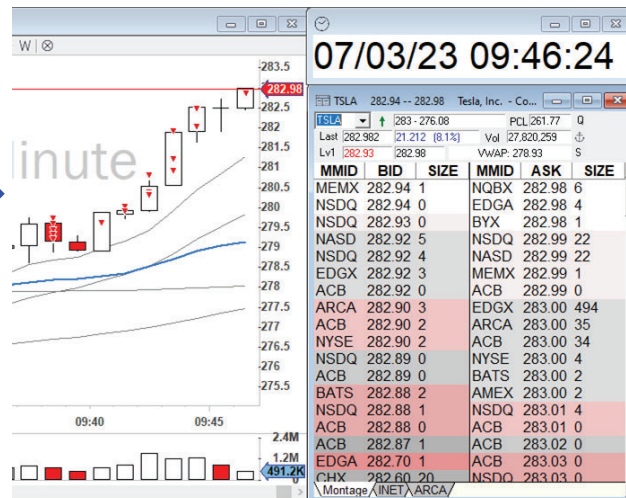 W
inute
283.5
282.98
282.5
282
281.5
281
280.5
280
279.5
279
278.5
278
277.5
277
276.5
276
275.5
09:40 09:45
2.4M
1.2M
491.2K
0
07/03/23 09:46:24
TSLA 282.94 -- 282.98 Tesla, Inc. - Co...
TSLA 283 - 276.08 PCL 261.77 Q
Last 282.982 21.212 (8.1%) Vol 27,820,259
Lv1 282.93 282.98 VWAP: 278.93 S
MMID BID SIZE MMID ASK SIZE
MEMX 282.94 1 NQBX 282.98 6
NSDQ 282.94 0 EDGA 282.98 4
NSDQ 282.93 0 BYX 282.98 1
NASD 282.92 5 NSDQ 282.99 22
NSDQ 282.92 4 NASD 282.99 22
EDGX 282.92 3 MEMX 282.99 1
ACB 282.92 0 ACB 282.99 0
ARCA 282.90 3 EDGX 283.00 494
ACB 282.90 2 ARCA 283.00 35
NYSE 282.90 2 ACB 283.00 34
NSDQ 282.89 0 NYSE 283.00 4
ACB 282.89 0 BATS 283.00 2
BATS 282.88 2 AMEX 283.00 2
NSDQ 282.88 1 NSDQ 283.01 4
ACB 282.88 0 ACB 283.01 0
ACB 282.87 1 ACB 283.02 0
EDGA 282.70 1 ACB 283.03 0
CHX 282.60 20 NSDQ 283.03 0
Montage INET ARCA